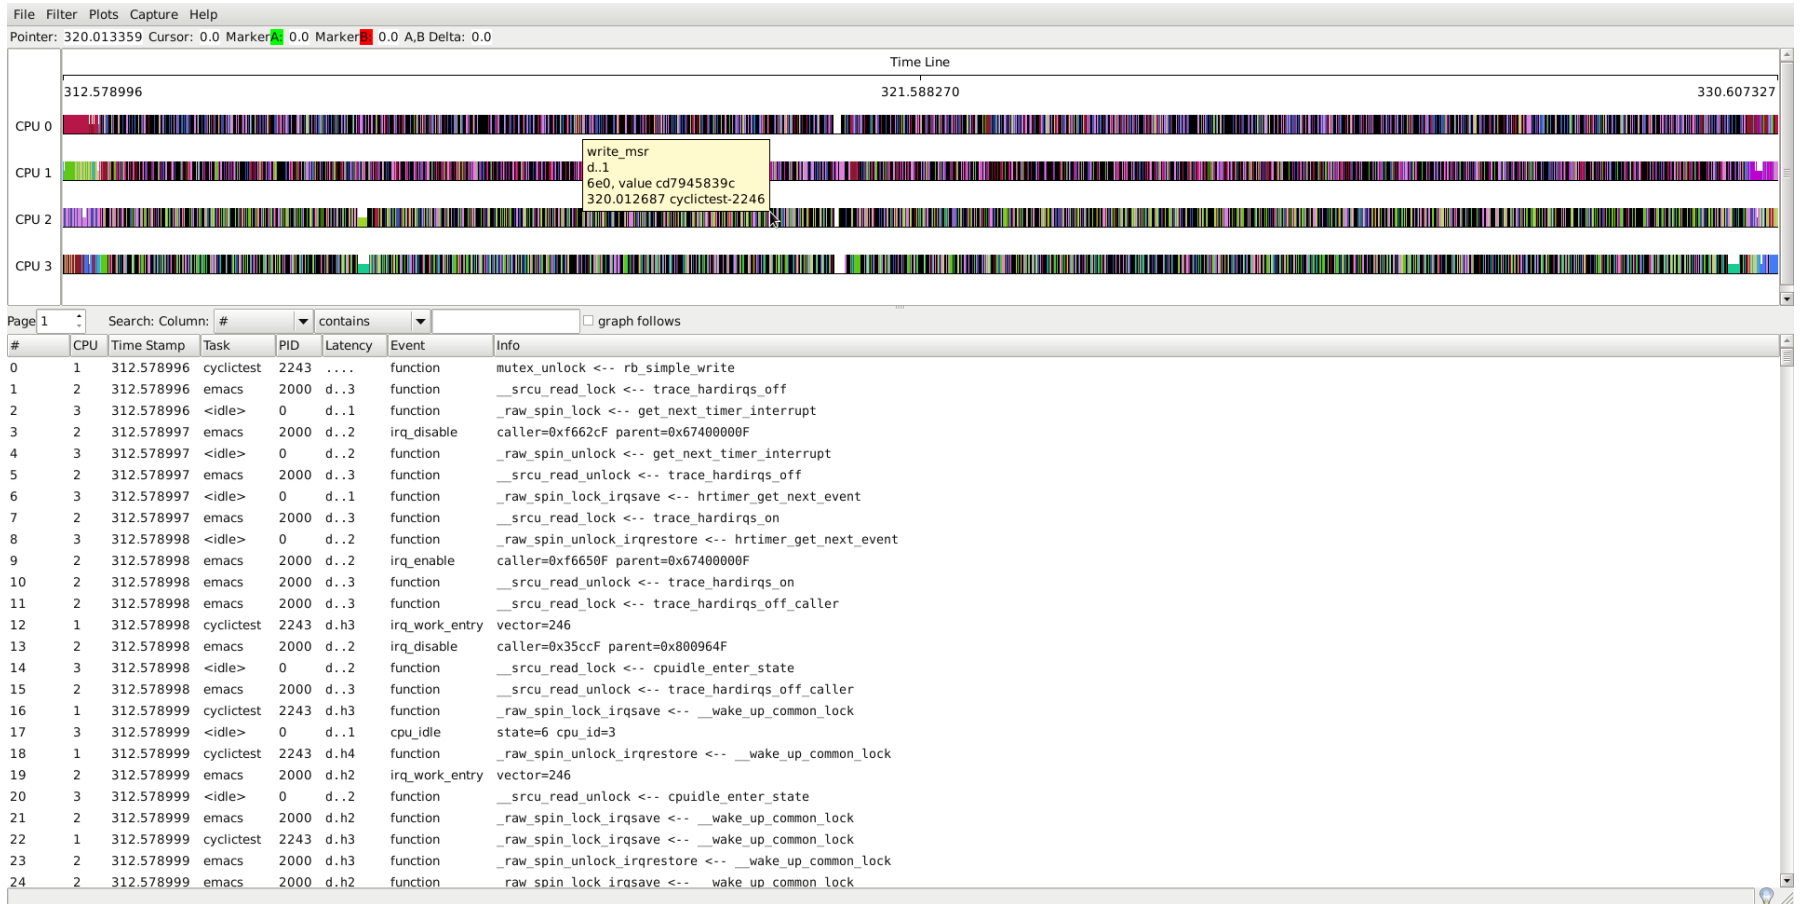 File Filter Plots Capture Help
Pointer: 320.013359 Cursor: 0.0 MarkerA: 0.0 MarkerB: 0.0 A,B Delta: 0.0
Time Line
312.578996 321.588270 330.607327
CPU 0
write_msr
d..1
6e0, value cd7945839c
320.012687 cyclictest-2246
CPU 1
CPU 2
CPU 3
Page 1 Search: Column: # contains graph follows
# CPU Time Stamp Task PID Latency Event Info
0 1 312.578996 cyclictest 2243 .... function mutex_unlock <-- rb_simple_write
1 2 312.578996 emacs 2000 d..3 function __srcu_read_lock <-- trace_hardirqs_off
2 3 312.578996 <idle> 0 d..1 function _raw_spin_lock <-- get_next_timer_interrupt
3 2 312.578997 emacs 2000 d..2 irq_disable caller=0xf662cF parent=0x67400000F
4 3 312.578997 <idle> 0 d..2 function _raw_spin_unlock <-- get_next_timer_interrupt
5 2 312.578997 emacs 2000 d..3 function __srcu_read_unlock <-- trace_hardirqs_off
6 3 312.578997 <idle> 0 d..1 function _raw_spin_lock_irqsave <-- hrtimer_get_next_event
7 2 312.578997 emacs 2000 d..3 function __srcu_read_lock <-- trace_hardirqs_on
8 3 312.578998 <idle> 0 d..2 function _raw_spin_unlock_irqrestore <-- hrtimer_get_next_event
9 2 312.578998 emacs 2000 d..2 irq_enable caller=0xf6650F parent=0x67400000F
10 2 312.578998 emacs 2000 d..3 function __srcu_read_unlock <-- trace_hardirqs_on
11 2 312.578998 emacs 2000 d..3 function __srcu_read_lock <-- trace_hardirqs_off_caller
12 1 312.578998 cyclictest 2243 d.h3 irq_work_entry vector=246
13 2 312.578998 emacs 2000 d..2 irq_disable caller=0x35ccF parent=0x800964F
14 3 312.578998 <idle> 0 d..2 function __srcu_read_lock <-- cpuidle_enter_state
15 2 312.578998 emacs 2000 d..3 function __srcu_read_unlock <-- trace_hardirqs_off_caller
16 1 312.578999 cyclictest 2243 d.h3 function _raw_spin_lock_irqsave <-- __wake_up_common_lock
17 3 312.578999 <idle> 0 d..1 cpu_idle state=6 cpu_id=3
18 1 312.578999 cyclictest 2243 d.h4 function _raw_spin_unlock_irqrestore <-- __wake_up_common_lock
19 2 312.578999 emacs 2000 d.h2 irq_work_entry vector=246
20 3 312.578999 <idle> 0 d..2 function __srcu_read_unlock <-- cpuidle_enter_state
21 2 312.578999 emacs 2000 d.h2 function _raw_spin_lock_irqsave <-- __wake_up_common_lock
22 1 312.578999 cyclictest 2243 d.h3 function _raw_spin_lock_irqsave <-- __wake_up_common_lock
23 2 312.578999 emacs 2000 d.h3 function _raw_spin_unlock_irqrestore <-- __wake_up_common_lock
24 2 312.578999 emacs 2000 d.h2 function _raw_spin_lock_irqsave <-- __wake_up_common_lock